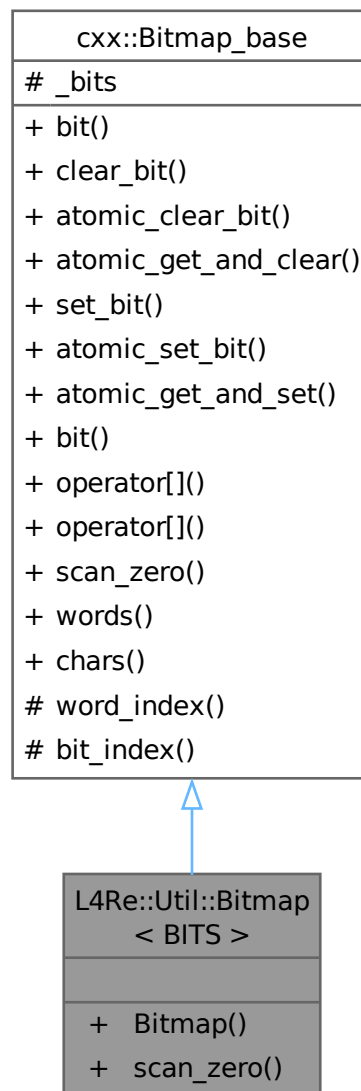 cxx::Bitmap_base
# _bits
+ bit()
+ clear_bit()
+ atomic_clear_bit()
+ atomic_get_and_clear()
+ set_bit()
+ atomic_set_bit()
+ atomic_get_and_set()
+ bit()
+ operator[]()
+ operator[]()
+ scan_zero()
+ words()
+ chars()
# word_index()
# bit_index()
L4Re::Util::Bitmap
< BITS >
+ Bitmap()
+ scan_zero()